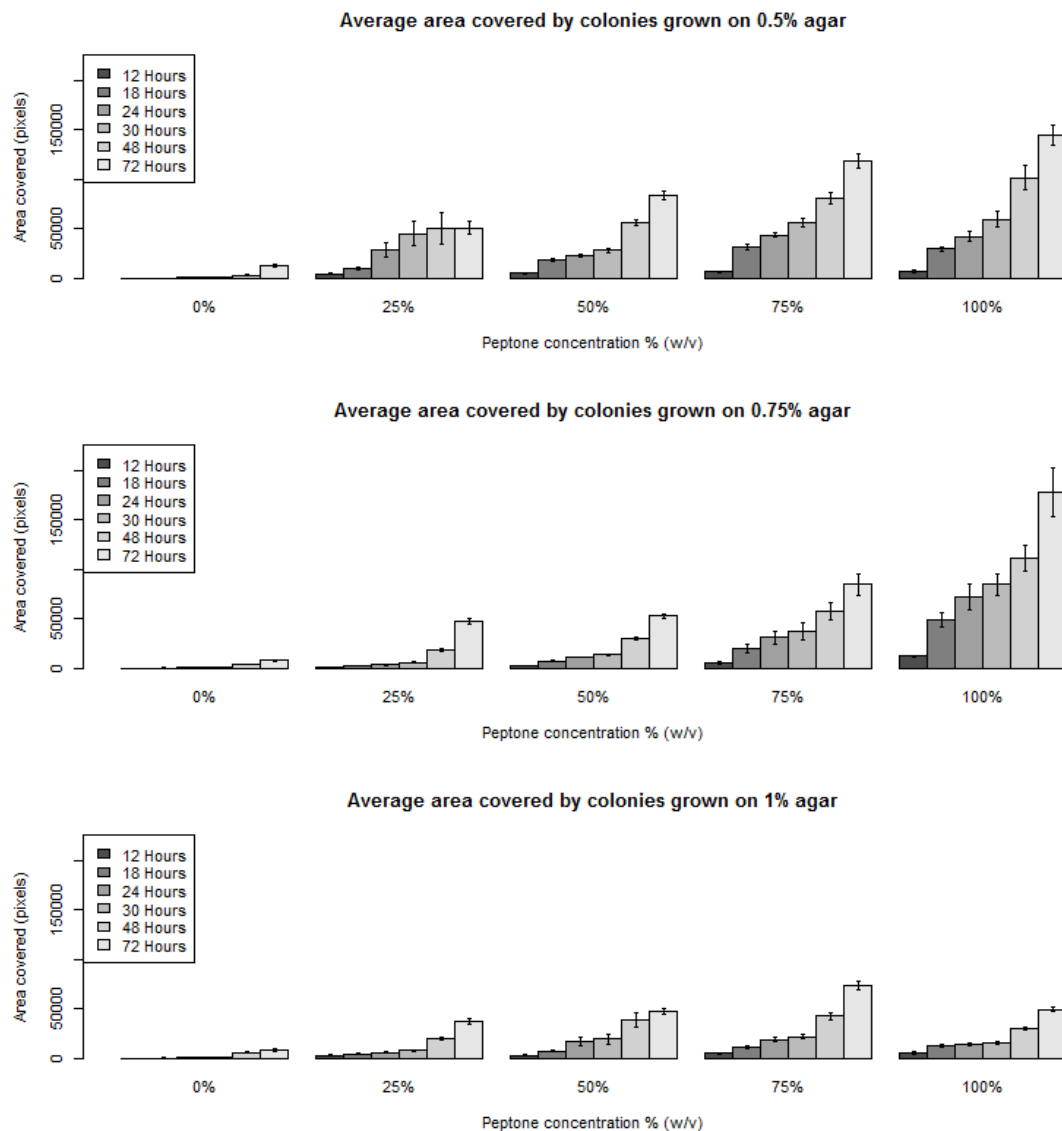 Average area covered by colonies grown on 0.5% agar
Area covered (pixels)
0
50000
150000
12 Hours
18 Hours
24 Hours
30 Hours
48 Hours
72 Hours
0%
25%
50%
75%
100%
Peptone concentration % (w/v)
Average area covered by colonies grown on 0.75% agar
Area covered (pixels)
0
50000
150000
12 Hours
18 Hours
24 Hours
30 Hours
48 Hours
72 Hours
0%
25%
50%
75%
100%
Peptone concentration % (w/v)
Average area covered by colonies grown on 1% agar
Area covered (pixels)
0
50000
150000
12 Hours
18 Hours
24 Hours
30 Hours
48 Hours
72 Hours
0%
25%
50%
75%
100%
Peptone concentration % (w/v)